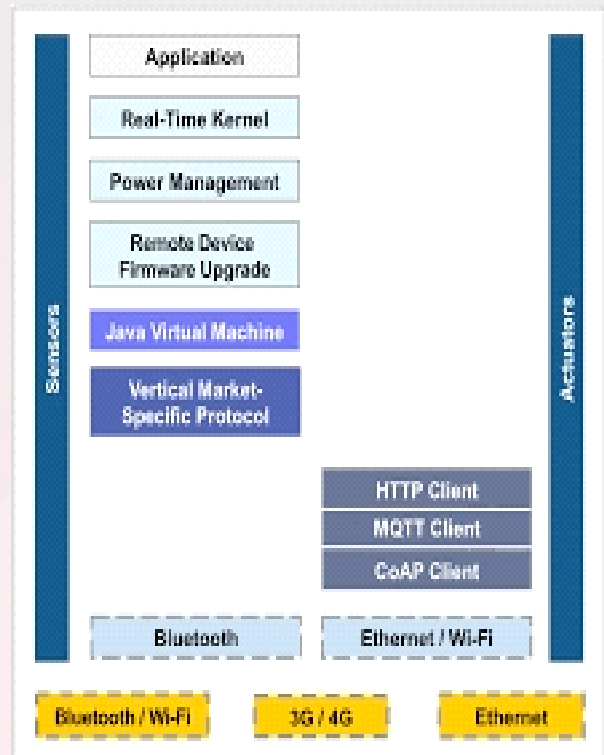 Application
Real-Time Kernel
Power Management
Remote Device
Firmware Upgrade
Java Virtual Machine
Vertical Market-
Specific Protocol
Sensors
Actuators
HTTP Client
MQTT Client
CoAP Client
Bluetooth
Ethernet / Wi-Fi
Bluetooth / Wi-Fi
3G / 4G
Ethernet